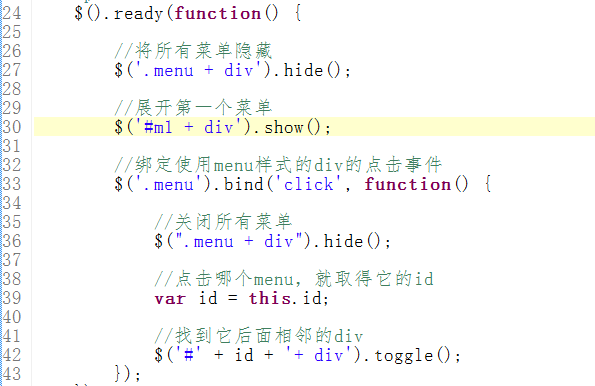 24 $().ready(function() {
25
26 //将所有菜单隐藏
27 $('.menu + div').hide();
28
29 //展开第一个菜单
30 $('#m1 + div').show();
31
32 //绑定使用menu样式的div的点击事件
33 $('.menu').bind('click', function() {
34
35 //关闭所有菜单
36 $(".menu + div").hide();
37
38 //点击哪个menu，就取得它的id
39 var id = this.id;
40
41 //找到它后面相邻的div
42 $('#' + id + '+ div').toggle();
43 });